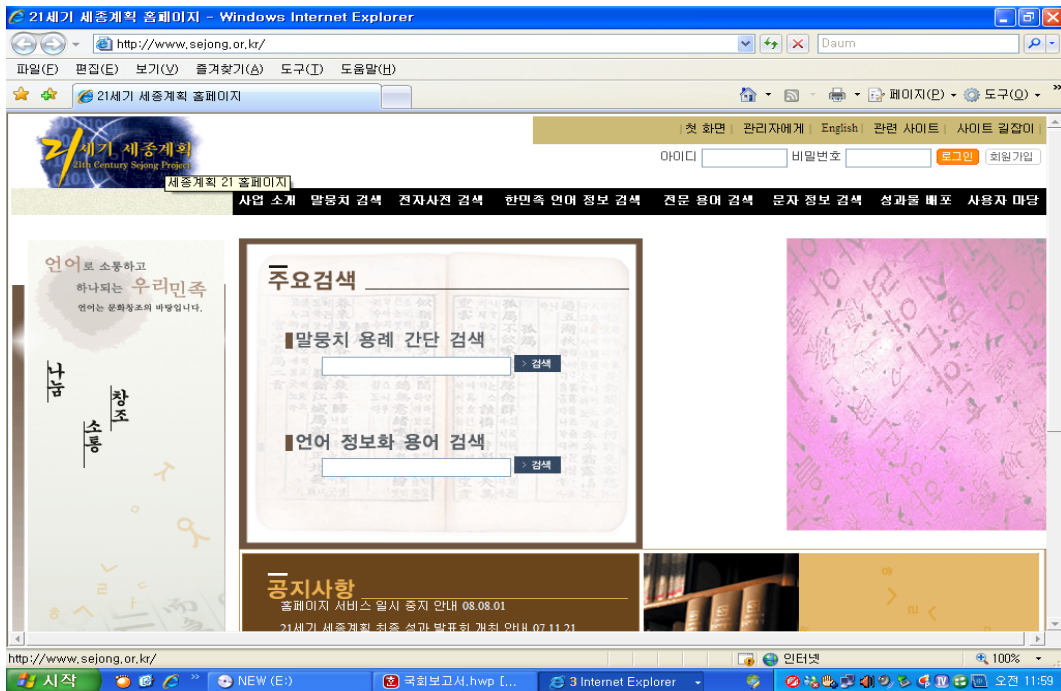 21세기 세종계획 홈페이지 - Windows Internet Explorer
http://www.sejong.or.kr/
Daum
파일(F) 편집(E) 보기(V) 즐겨찾기(A) 도구(T) 도움말(H)
21세기 세종계획 홈페이지
페이지(P) 도구(O)
첫 화면 | 관리자에게 | English | 관련 사이트 | 사이트 길잡이
21세기 세종계획
21th Century Sejong Project
아이디 비밀번호 로그인 회원가입
세종계획 21 홈페이지
사업 소개 말뭉치 검색 전자사전 검색 한민족 언어 정보 검색 전문 용어 검색 문자 정보 검색 성과물 배포 사용자 마당
언어로 소통하고
하나되는 우리민족
언어는 문화창조의 바탕입니다.
나눔
창조
소통
주요검색
말뭉치 용례 간단 검색
> 검색
언어 정보화 용어 검색
> 검색
공지사항
홈페이지 서비스 일시 중지 안내 08.08.01
21세기 세종계획 최종 성과 발표회 개최 안내 07.11.21
http://www.sejong.or.kr/
인터넷
100%
시작
NEW (E:)
국회보고서.hwp [...
3 Internet Explorer
오전 11:59